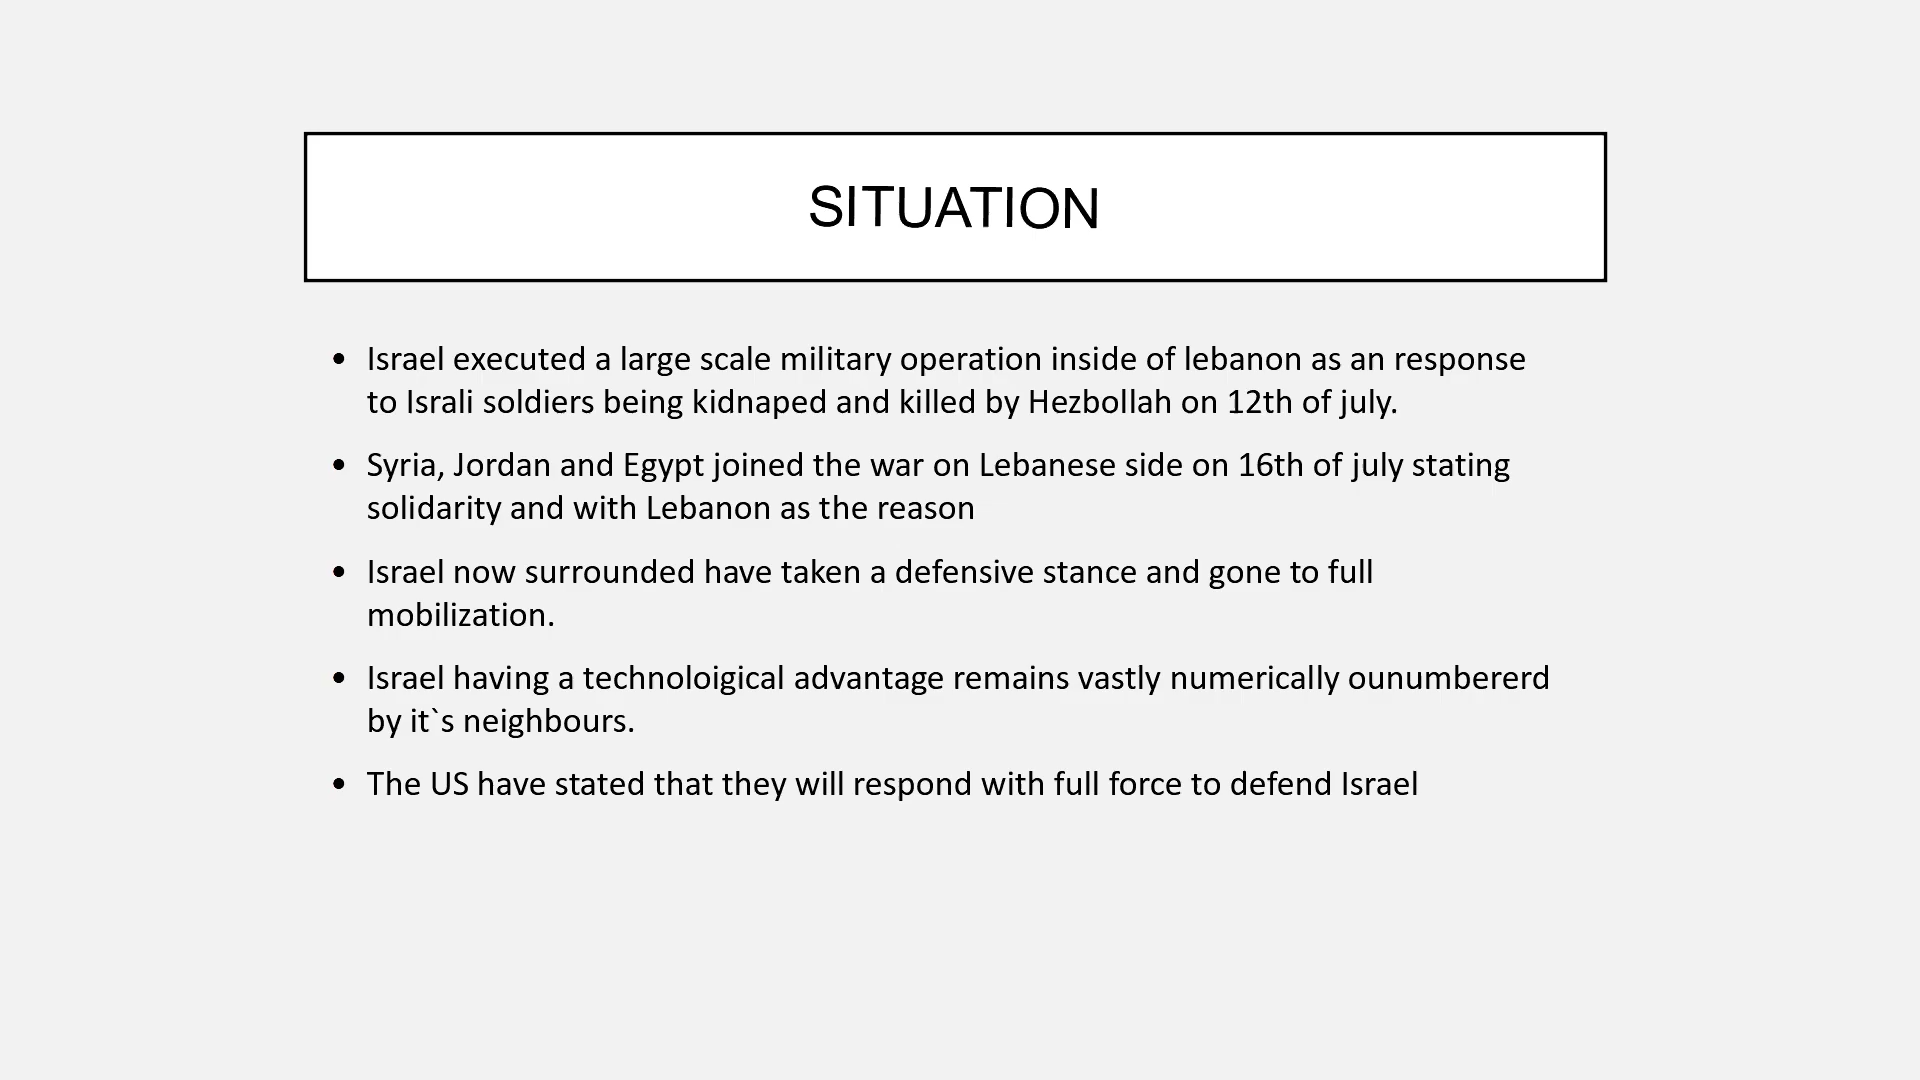 SITUATION
• Israel executed a large scale military operation inside of lebanon as an response
to Israli soldiers being kidnaped and killed by Hezbollah on 12th of july.
• Syria, Jordan and Egypt joined the war on Lebanese side on 16th of july stating
solidarity and with Lebanon as the reason
• Israel now surrounded have taken a defensive stance and gone to full
mobilization.
• Israel having a technoloigical advantage remains vastly numerically ounumbererd
by it`s neighbours.
• The US have stated that they will respond with full force to defend Israel